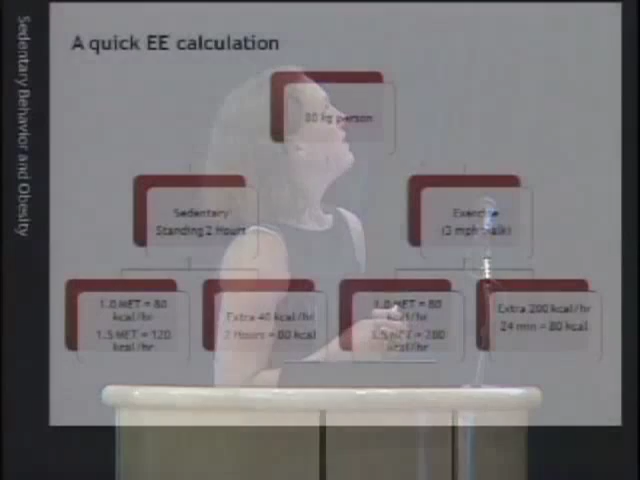 Sedentary Behavior and Obesity
A quick EE calculation
80 kg person
Sedentary
Standing 2 Hours
Exercise
(3 mph walk)
1.0 MET = 80
kcal/hr
1.5 MET = 120
kcal/hr
Extra 40 kcal/hr
2 Hours = 80 kcal
1.0 MET = 80
kcal/hr
kcal/hr
Extra 200 kcal/hr
24 min = 80 kcal